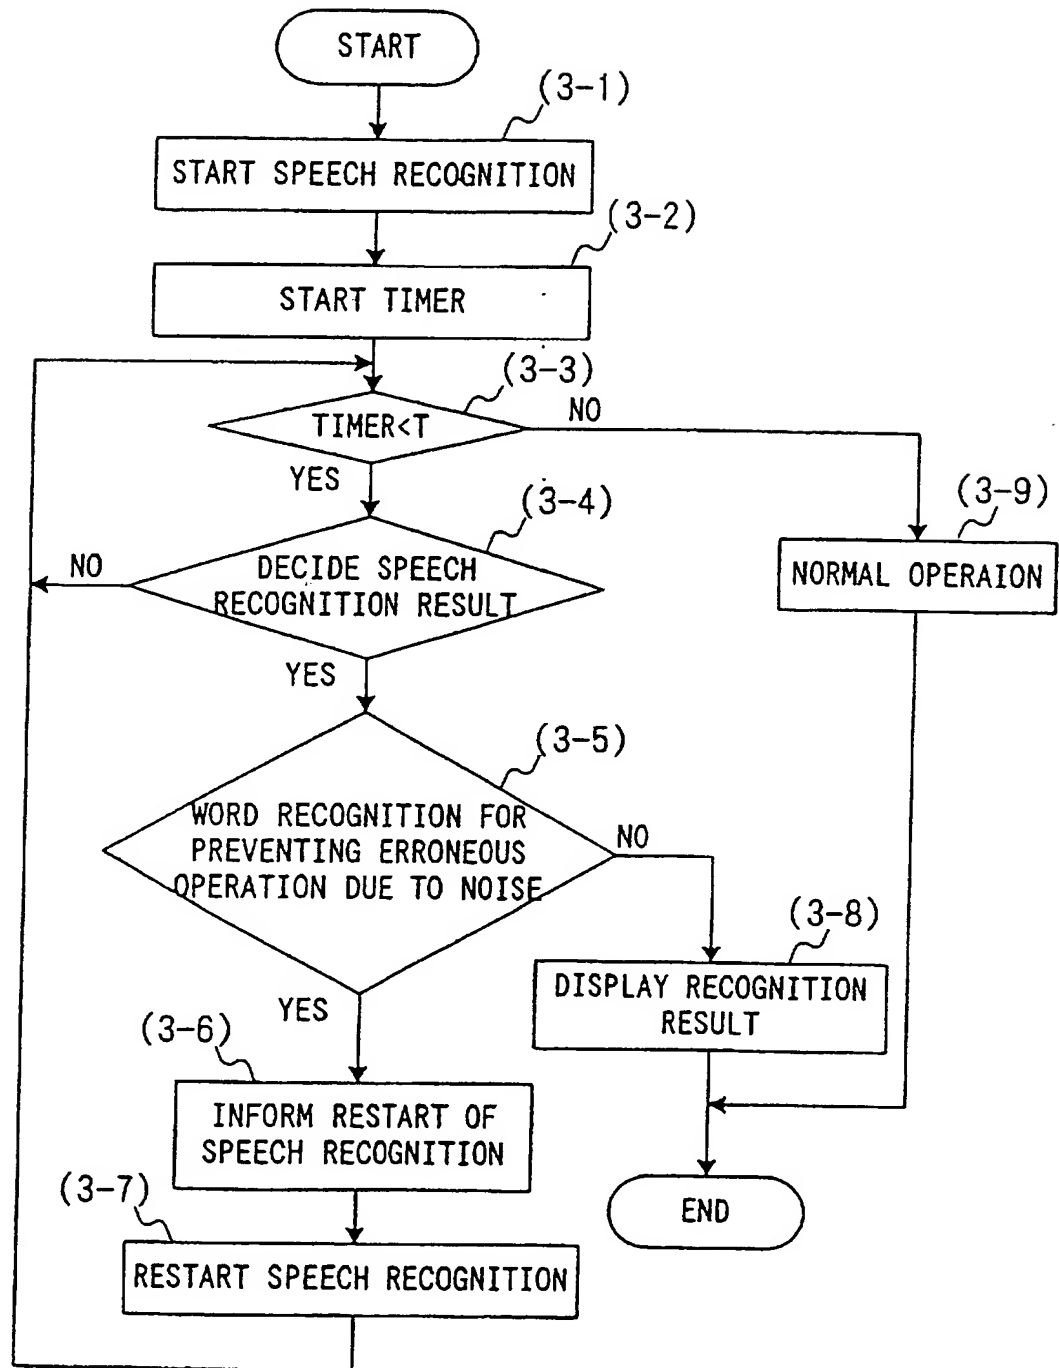 START
(3-1)
START SPEECH RECOGNITION
(3-2)
START TIMER
(3-3)
TIMER<T
NO
YES
(3-4)
(3-9)
NO
DECIDE SPEECH
RECOGNITION RESULT
NORMAL OPERAION
YES
(3-5)
WORD RECOGNITION FOR
PREVENTING ERRONEOUS
OPERATION DUE TO NOISE
NO
(3-8)
DISPLAY RECOGNITION
RESULT
YES
(3-6)
INFORM RESTART OF
SPEECH RECOGNITION
(3-7)
END
RESTART SPEECH RECOGNITION